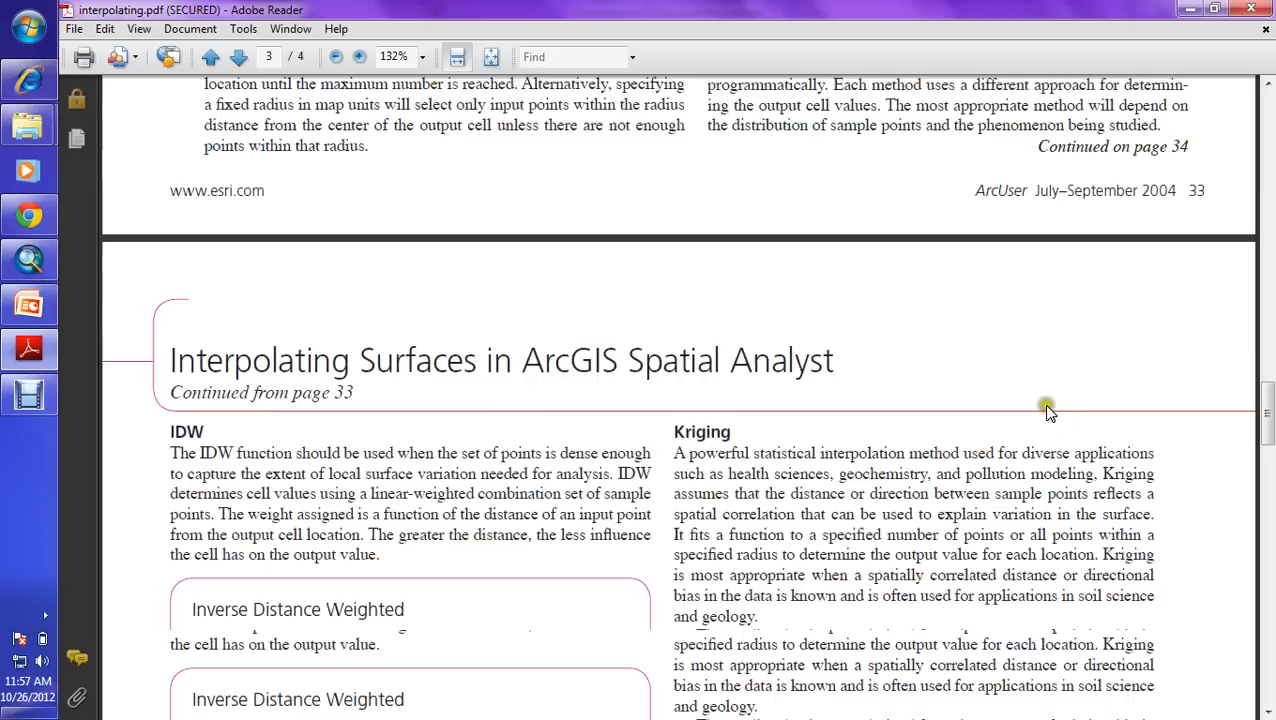 interpolating.pdf (SECURED) - Adobe Reader
File Edit View Document Tools Window Help
3 / 4 132% Find
location until the maximum number is reached. Alternatively, specifying
a fixed radius in map units will select only input points within the radius
distance from the center of the output cell unless there are not enough
points within that radius.
programmatically. Each method uses a different approach for determin-
ing the output cell values. The most appropriate method will depend on
the distribution of sample points and the phenomenon being studied.
Continued on page 34
www.esri.com
ArcUser July–September 2004 33
Interpolating Surfaces in ArcGIS Spatial Analyst
Continued from page 33
IDW
The IDW function should be used when the set of points is dense enough
to capture the extent of local surface variation needed for analysis. IDW
determines cell values using a linear-weighted combination set of sample
points. The weight assigned is a function of the distance of an input point
from the output cell location. The greater the distance, the less influence
the cell has on the output value.
Inverse Distance Weighted
the cell has on the output value.
Inverse Distance Weighted
Kriging
A powerful statistical interpolation method used for diverse applications
such as health sciences, geochemistry, and pollution modeling, Kriging
assumes that the distance or direction between sample points reflects a
spatial correlation that can be used to explain variation in the surface.
It fits a function to a specified number of points or all points within a
specified radius to determine the output value for each location. Kriging
is most appropriate when a spatially correlated distance or directional
bias in the data is known and is often used for applications in soil science
and geology.
specified radius to determine the output value for each location. Kriging
is most appropriate when a spatially correlated distance or directional
bias in the data is known and is often used for applications in soil science
and geology.
11:57 AM
10/26/2012